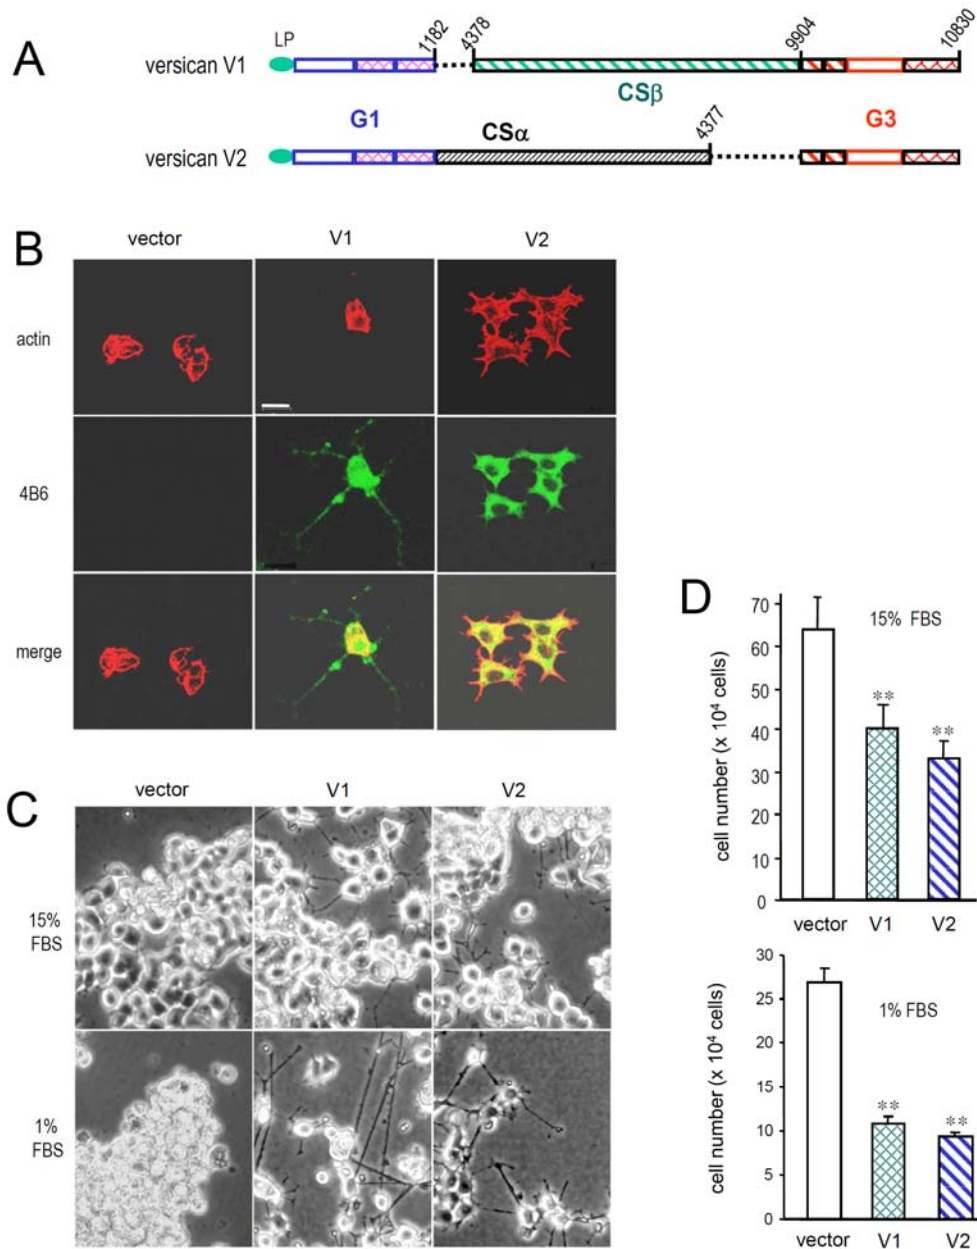 A
LP
versican V1
1182
4378
9904
10830
CSβ
G1
CSα
4377
G3
versican V2
B
vector
V1
V2
actin
4B6
merge
C
vector
V1
V2
15%
FBS
1%
FBS
D
cell number (x 10⁴ cells)
70
60
50
40
30
20
10
0
15% FBS
**
**
vector
V1
V2
cell number (x 10⁴ cells)
30
25
20
15
10
5
0
1% FBS
**
**
vector
V1
V2